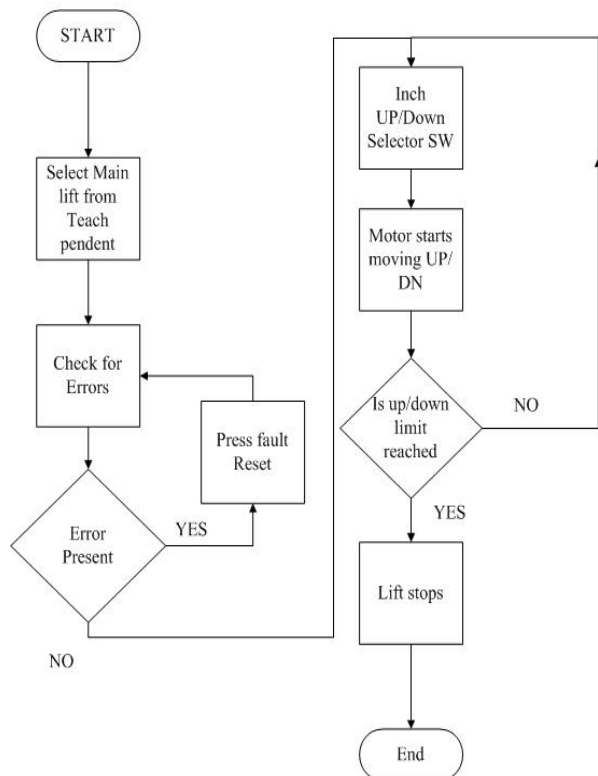 START
Select Main
lift from
Teach
pendent
Check for
Errors
Press fault
Reset
Error
Present
YES
NO
Inch
UP/Down
Selector SW
Motor starts
moving UP/
DN
Is up/down
limit
reached
NO
YES
Lift stops
End